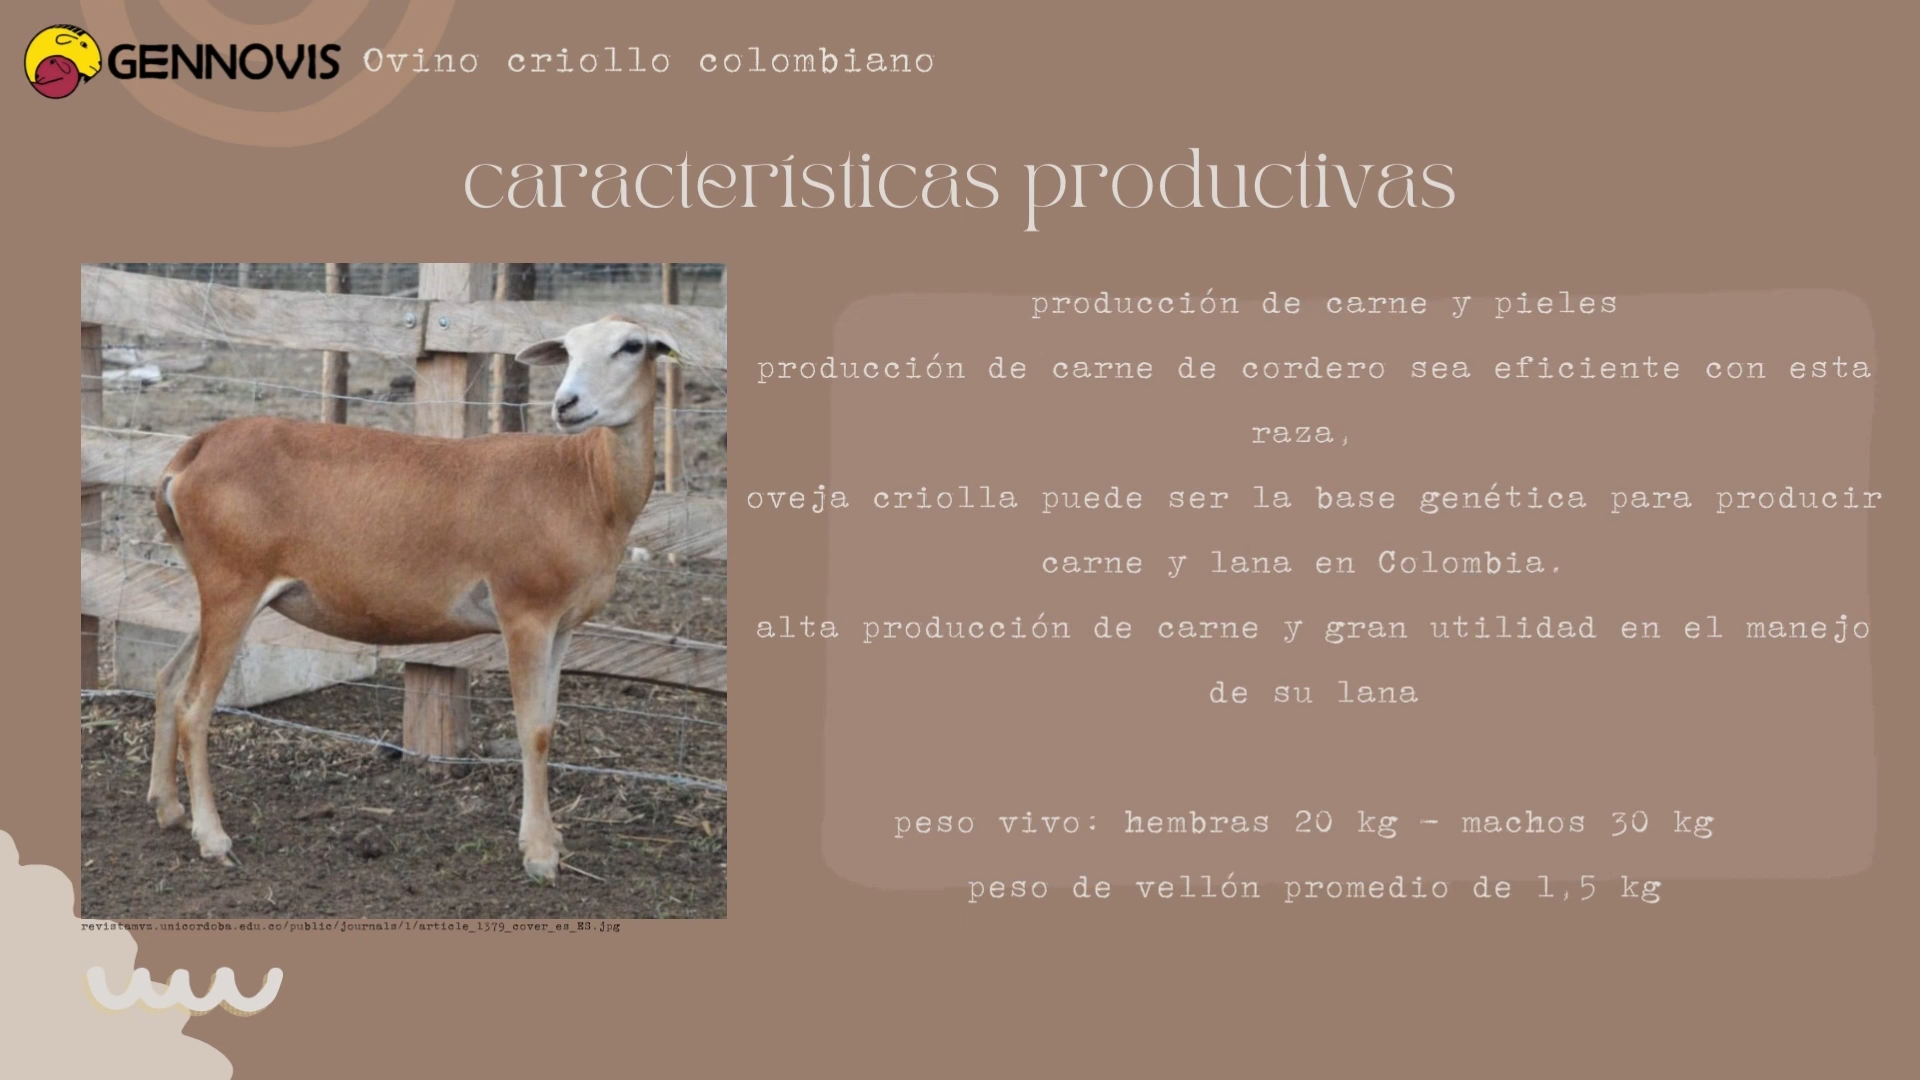 GENNOVIS
Ovino criollo colombiano
características productivas
producción de carne y pieles
producción de carne de cordero sea eficiente con esta
raza,
oveja criolla puede ser la base genética para producir
carne y lana en Colombia.
alta producción de carne y gran utilidad en el manejo
de su lana
peso vivo: hembras 20 kg - machos 30 kg
peso de vellón promedio de 1,5 kg
revistamvz.unicordoba.edu.co/public/journals/1/article_1379_cover_es_ES.jpg